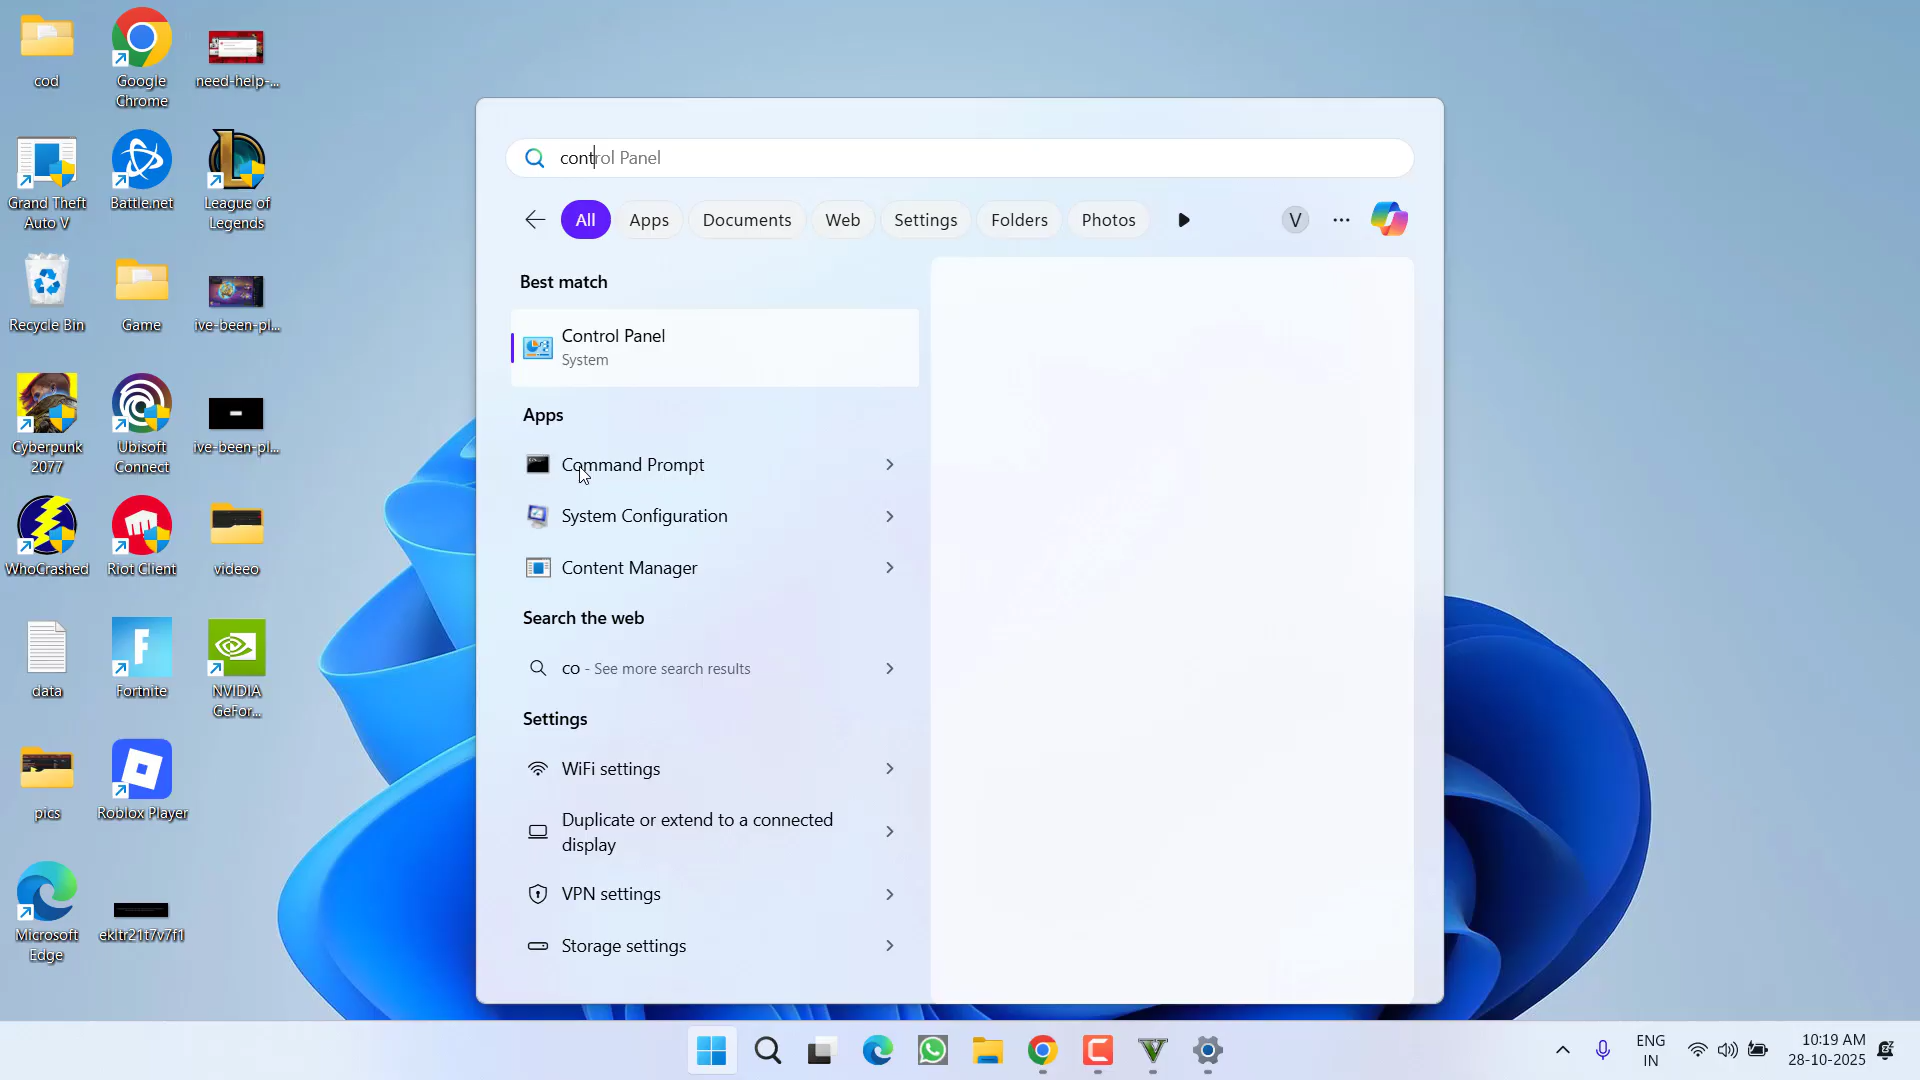 cod
Google
Chrome
need-help-...
Grand Theft
Auto V
Battle.net
League of
Legends
Recycle Bin
Game
ive-been-pl...
Cyberpunk
2077
Ubisoft
Connect
ive-been-pl...
WhoCrashed
Riot Client
videeo
data
Fortnite
NVIDIA
GeFor...
pics
Roblox Player
Microsoft
Edge
ekltr21t7v7f1
control Panel
All
Apps
Documents
Web
Settings
Folders
Photos
V
Best match
Control Panel
System
Apps
Command Prompt
System Configuration
Content Manager
Search the web
co - See more search results
Settings
WiFi settings
Duplicate or extend to a connected
display
VPN settings
Storage settings
ENG
IN
10:19 AM
28-10-2025